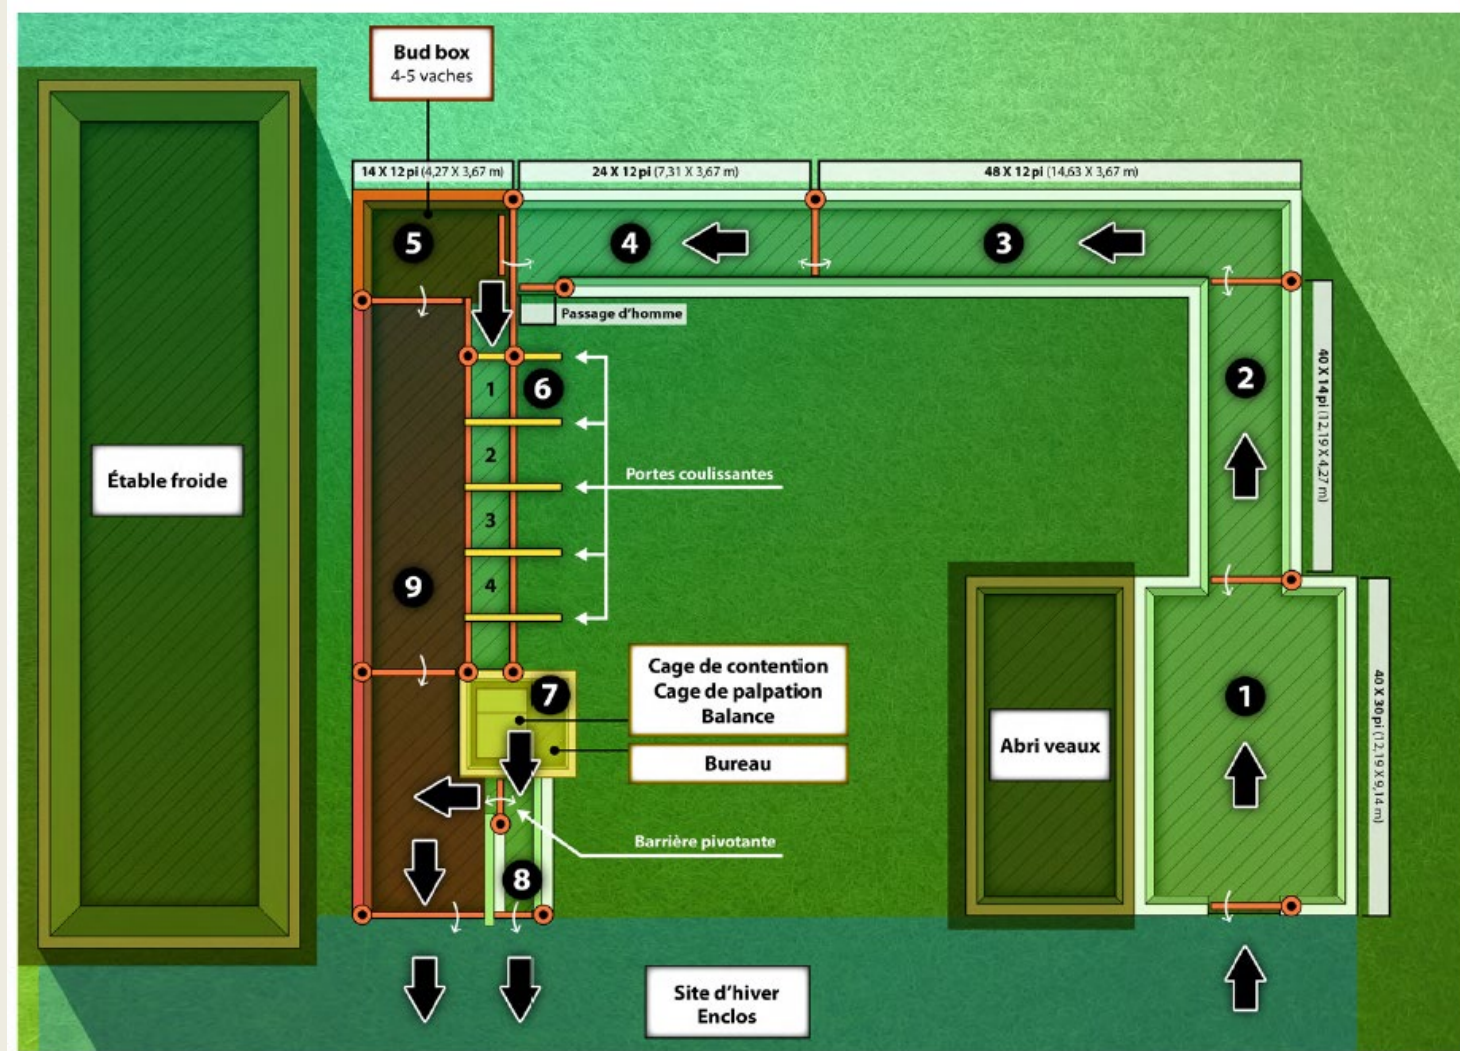 Bud box
4-5 vaches
14 X 12 pi (4,27 X 3,67 m)
24 X 12 pi (7,31 X 3,67 m)
48 X 12 pi (14,63 X 3,67 m)
5
4
3
Passage d'homme
1
6
2
40 X 14 pi (12,19 X 4,27 m)
2
Portes coulissantes
Étable froide
3
9
4
Cage de contention
Cage de palpation
Balance
7
1
40 X 30 pi (12,19 X 9,14 m)
Abri veaux
Bureau
Barrière pivotante
8
Site d'hiver
Enclos